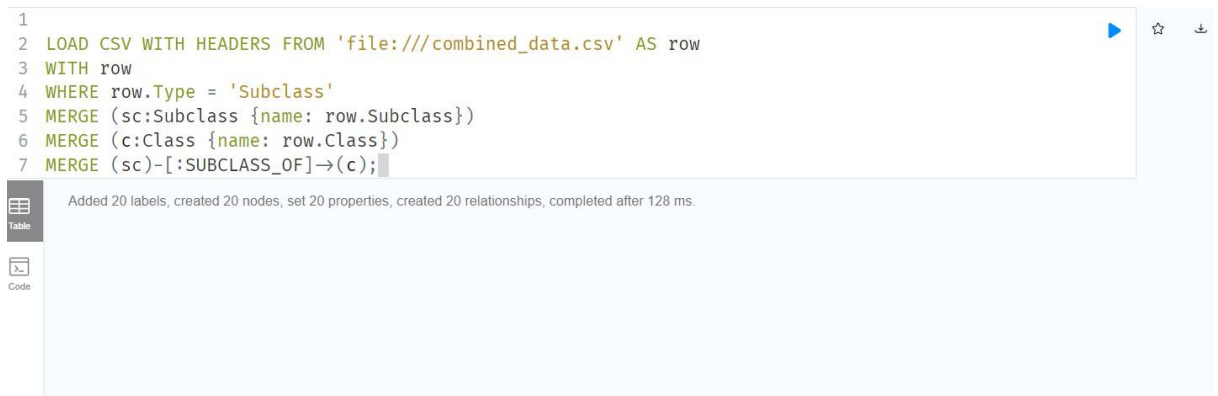 1
2 LOAD CSV WITH HEADERS FROM 'file:///combined_data.csv' AS row
3 WITH row
4 WHERE row.Type = 'Subclass'
5 MERGE (sc:Subclass {name: row.Subclass})
6 MERGE (c:Class {name: row.Class})
7 MERGE (sc)-[:SUBCLASS_OF]→(c);
Added 20 labels, created 20 nodes, set 20 properties, created 20 relationships, completed after 128 ms.
Table
Code